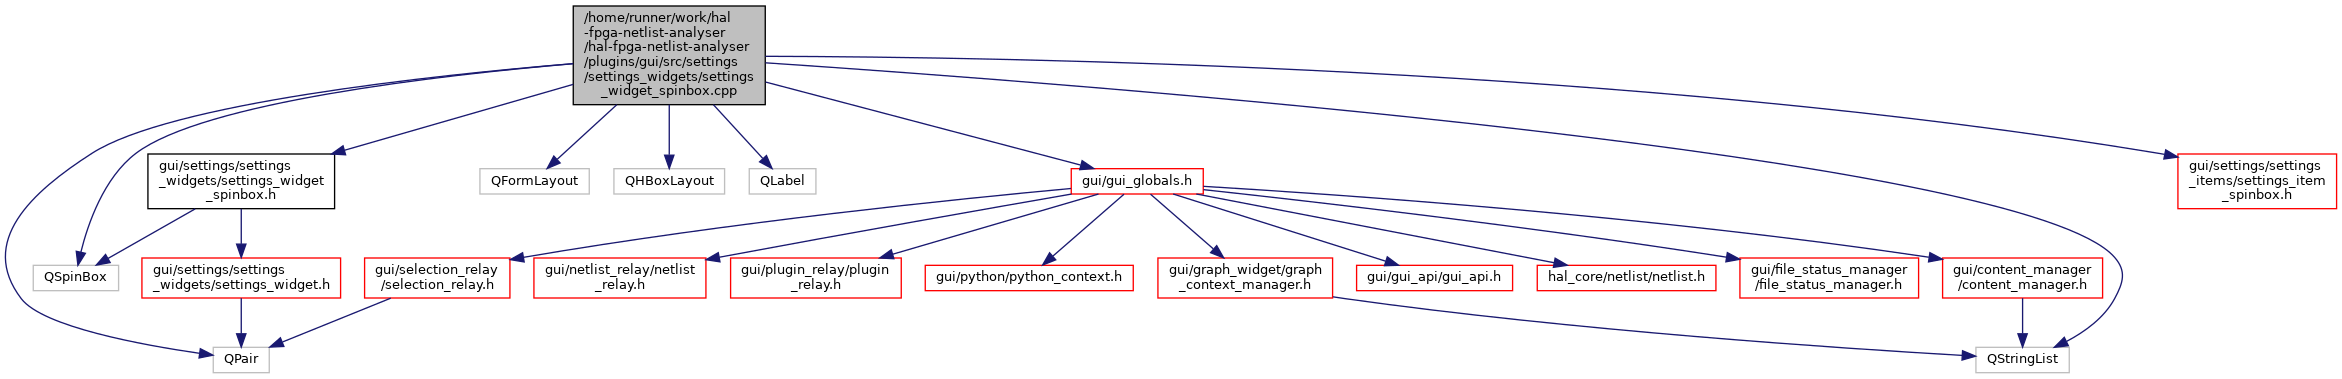 /home/runner/work/hal
-fpga-netlist-analyser
/hal-fpga-netlist-analyser
/plugins/gui/src/settings
/settings_widgets/settings
_widget_spinbox.cpp
gui/settings/settings
_widgets/settings_widget
_spinbox.h
QFormLayout
QHBoxLayout
QLabel
gui/gui_globals.h
gui/settings/settings
_items/settings_item
_spinbox.h
QSpinBox
gui/settings/settings
_widgets/settings_widget.h
gui/selection_relay
/selection_relay.h
gui/netlist_relay/netlist
_relay.h
gui/plugin_relay/plugin
_relay.h
gui/python/python_context.h
gui/graph_widget/graph
_context_manager.h
gui/gui_api/gui_api.h
hal_core/netlist/netlist.h
gui/file_status_manager
/file_status_manager.h
gui/content_manager
/content_manager.h
QPair
QStringList